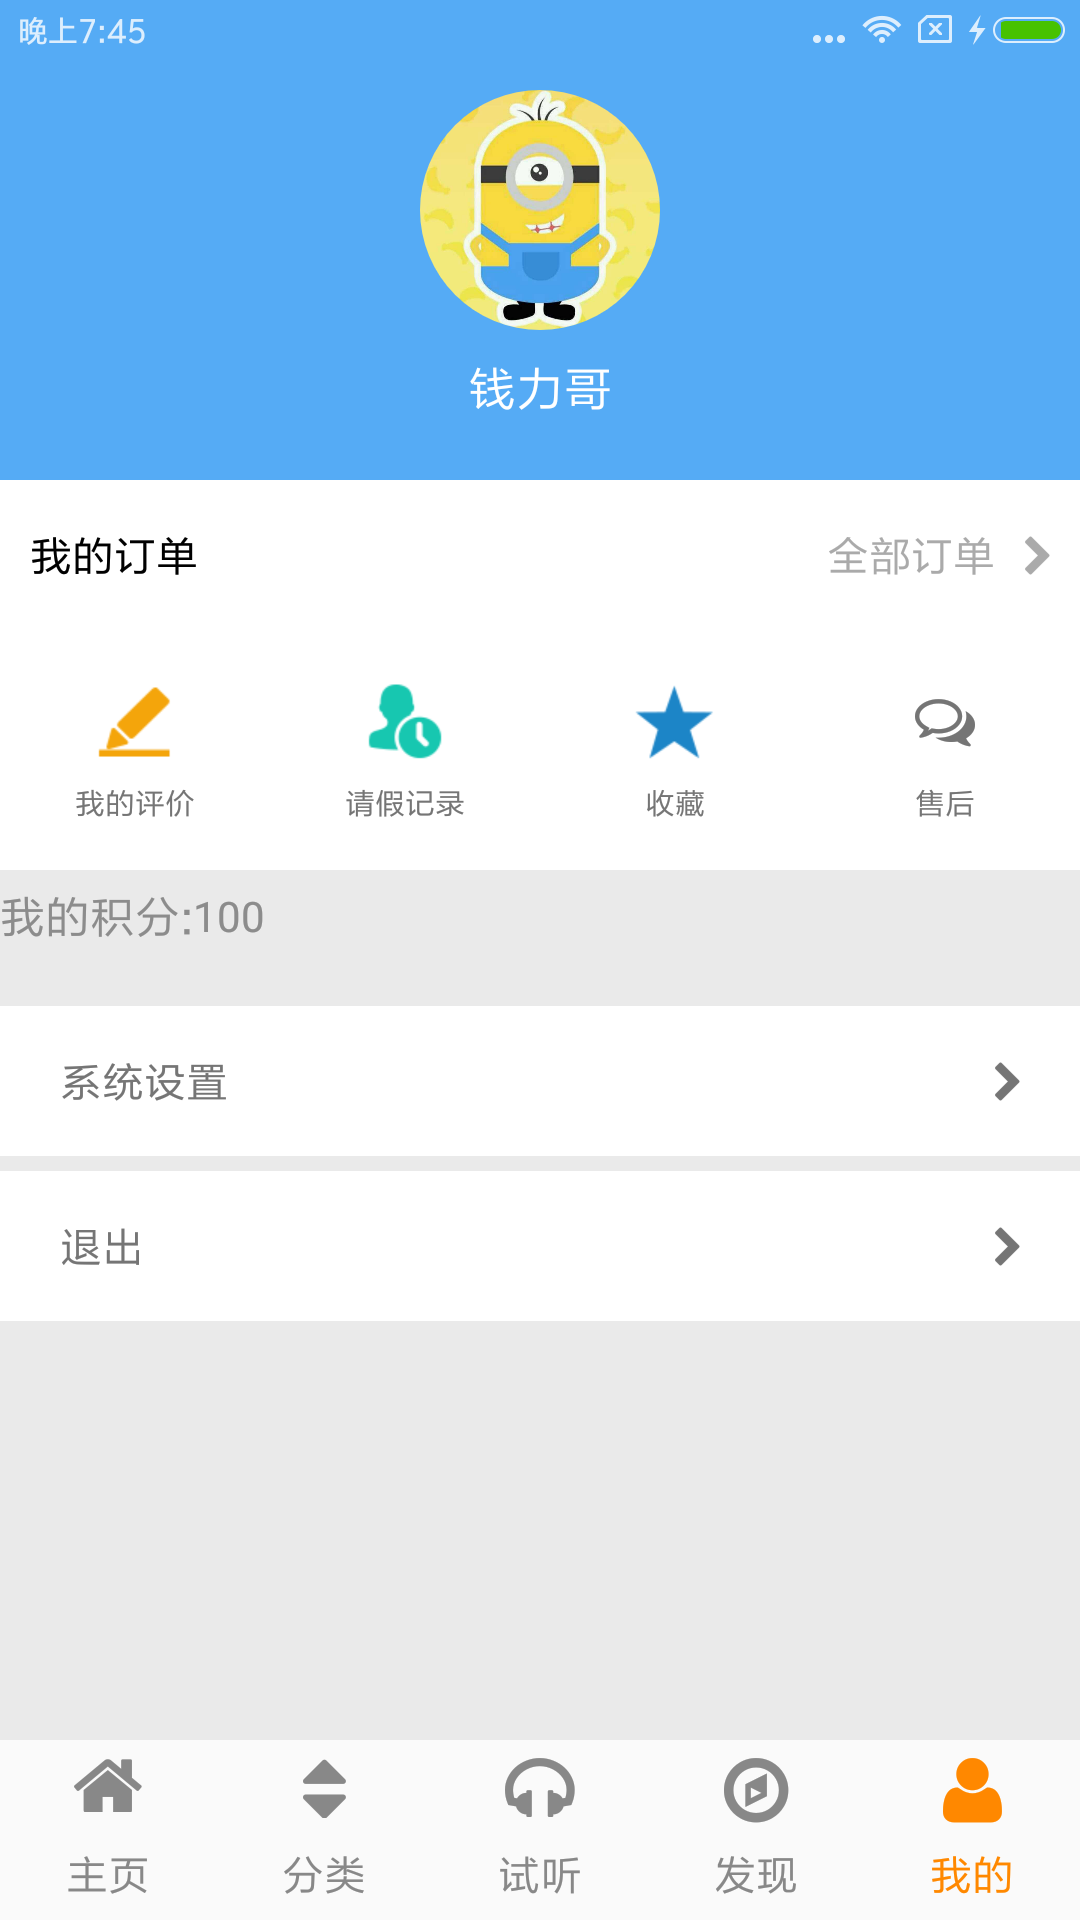 晚上7:45
钱力哥
我的订单 全部订单
我的评价 请假记录 收藏 售后
我的积分:100
系统设置
退出
主页 分类 试听 发现 我的